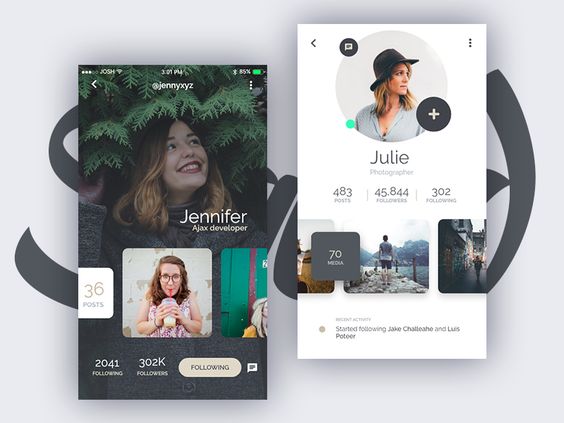 JOSH
3:01 PM
85%
@jennyxyz
Jennifer
Ajax developer
36
POSTS
2041
FOLLOWING
302K
FOLLOWERS
FOLLOWING
Julie
Photographer
483
POSTS
45.844
FOLLOWERS
302
FOLLOWING
70
MEDIA
RECENT ACTIVITY
Started following Jake Challeahe and Luis
Poteer